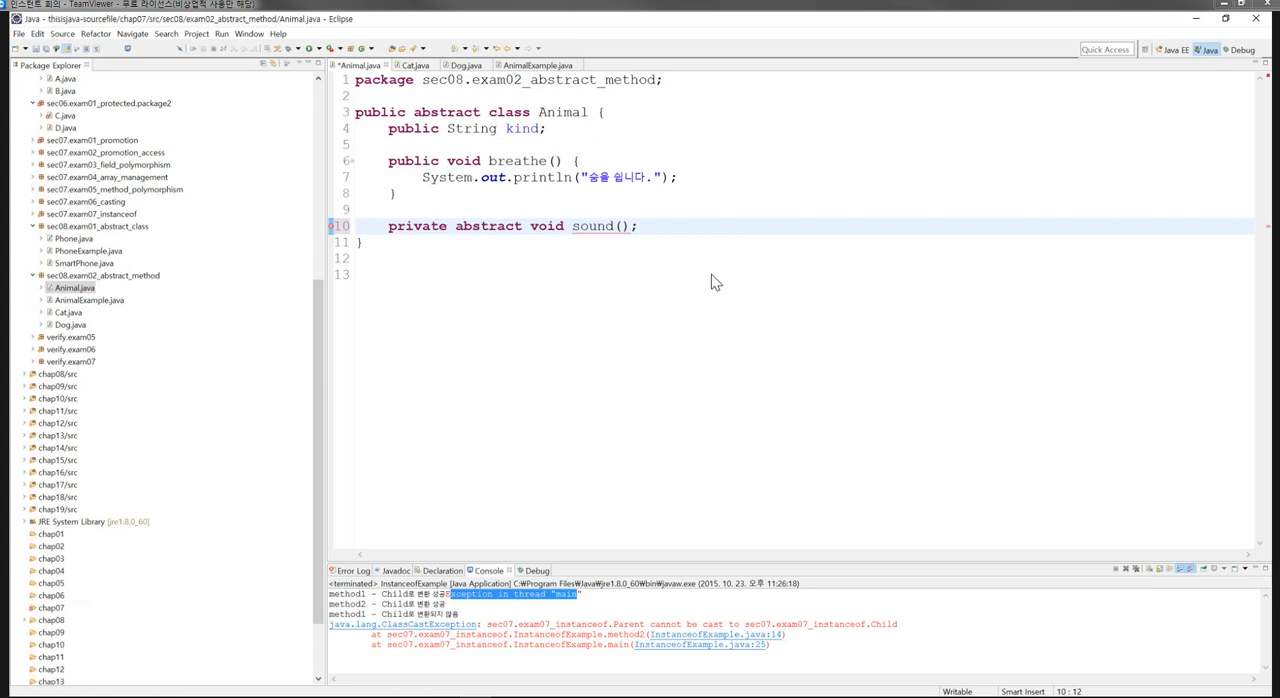 인스턴트 회의 - TeamViewer - 무료 라이선스(비상업적 사용만 해당)
Java - thisisjava-sourcefile/chap07/src/sec08/exam02_abstract_method/Animal.java - Eclipse
File Edit Source Refactor Navigate Search Project Run Window Help
Quick Access Java EE Java Debug
Package Explorer
A.java
B.java
sec06.exam01_protected.package2
C.java
D.java
sec07.exam01_promotion
sec07.exam02_promotion_access
sec07.exam03_field_polymorphism
sec07.exam04_array_management
sec07.exam05_method_polymorphism
sec07.exam06_casting
sec07.exam07_instanceof
sec08.exam01_abstract_class
Phone.java
PhoneExample.java
SmartPhone.java
sec08.exam02_abstract_method
Animal.java
AnimalExample.java
Cat.java
Dog.java
verify.exam05
verify.exam06
verify.exam07
chap08/src
chap09/src
chap10/src
chap11/src
chap12/src
chap13/src
chap14/src
chap15/src
chap16/src
chap17/src
chap18/src
chap19/src
JRE System Library [jre1.8.0_60]
chap01
chap02
chap03
chap04
chap05
chap06
chap07
chap08
chap09
chap10
chap11
chap12
chap13
*Animal.java Cat.java Dog.java AnimalExample.java
1 package sec08.exam02_abstract_method;
2
3 public abstract class Animal {
4 public String kind;
5
6 public void breathe() {
7 System.out.println("숨을 쉽니다.");
8 }
9
10 private abstract void sound();
11 }
12
13
Error Log Javadoc Declaration Console Debug
<terminated> InstanceofExample [Java Application] C:₩Program Files₩Java₩jre1.8.0_60₩bin₩javaw.exe (2015. 10. 23. 오후 11:26:18)
method1 - Child로 변환 성공Exception in thread "main"
method2 - Child로 변환 성공
method1 - Child로 변환되지 않음
java.lang.ClassCastException: sec07.exam07_instanceof.Parent cannot be cast to sec07.exam07_instanceof.Child
at sec07.exam07_instanceof.InstanceofExample.method2(InstanceofExample.java:14)
at sec07.exam07_instanceof.InstanceofExample.main(InstanceofExample.java:25)
Writable Smart Insert 10 : 12